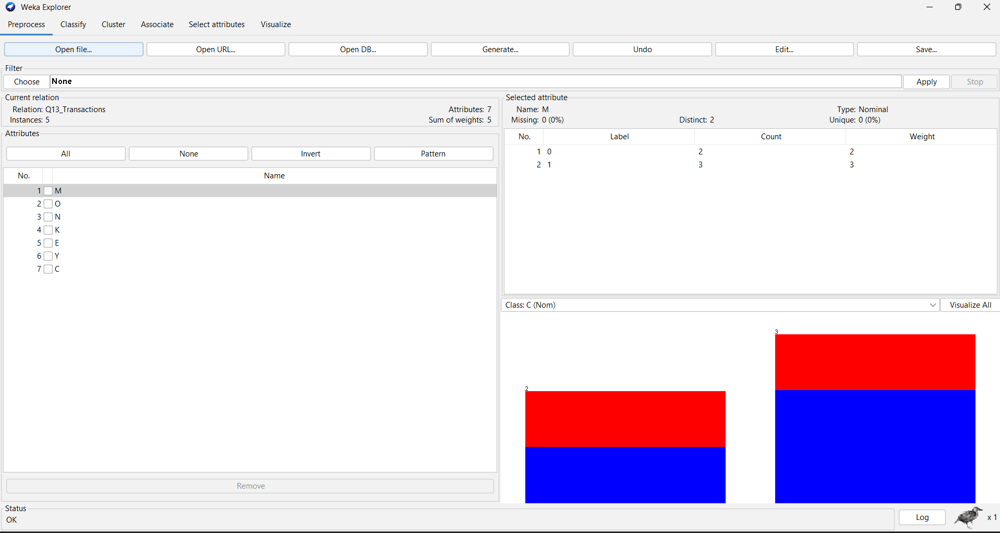 Weka Explorer
Preprocess Classify Cluster Associate Select attributes Visualize
Open file... Open URL... Open DB... Generate... Undo Edit... Save...
Filter
Choose None Apply Stop
Current relation
Relation: Q13_Transactions Attributes: 7
Instances: 5 Sum of weights: 5
Attributes
All None Invert Pattern
No. Name
1 M
2 O
3 N
4 K
5 E
6 Y
7 C
Remove
Selected attribute
Name: M Type: Nominal
Missing: 0 (0%) Distinct: 2 Unique: 0 (0%)
No. Label Count Weight
1 0 2 2
2 1 3 3
Class: C (Nom) Visualize All
3
2
Status
OK
Log x 1